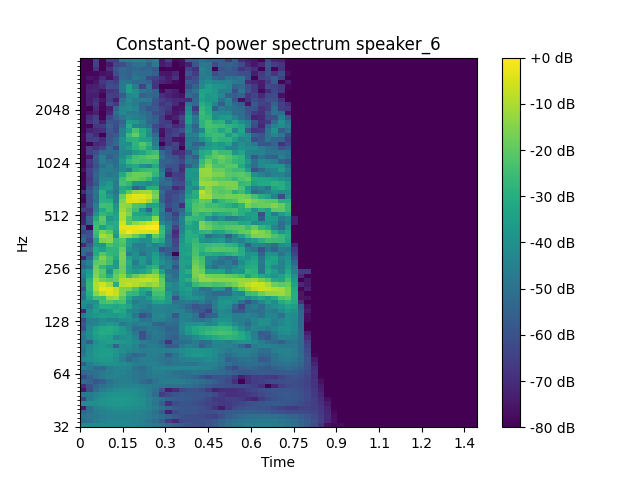 Constant-Q power spectrum speaker_6
+0 dB
2048
-10 dB
1024
-20 dB
512
-30 dB
Hz
-40 dB
256
-50 dB
128
-60 dB
64
-70 dB
32
-80 dB
0 0.15 0.3 0.45 0.6 0.75 0.9 1.1 1.2 1.4
Time